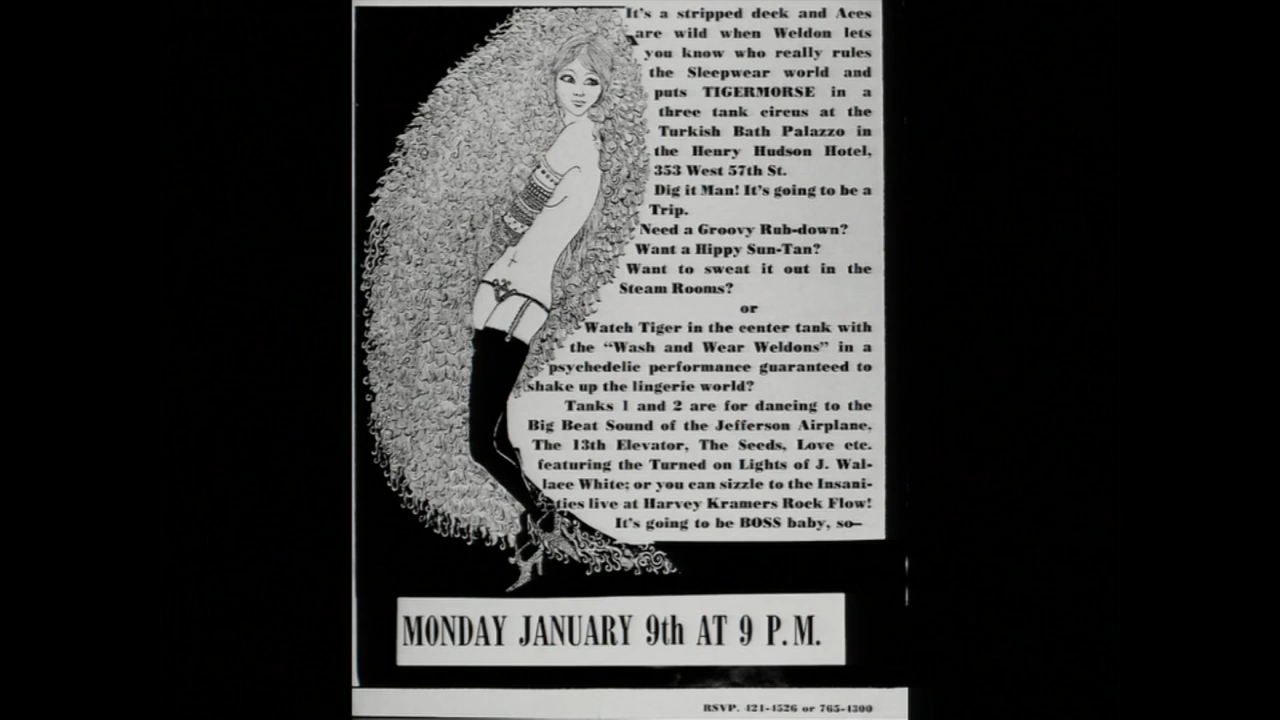 It's a stripped deck and Aces
are wild when Weldon lets
you know who really rules
the Sleepwear world and
puts TIGERMORSE in a
three tank circus at the
Turkish Bath Palazzo in
the Henry Hudson Hotel,
353 West 57th St.
Dig it Man! It's going to be a
Trip.
Need a Groovy Rub-down?
Want a Hippy Sun-Tan?
Want to sweat it out in the
Steam Rooms?
or
Watch Tiger in the center tank with
the “Wash and Wear Weldons” in a
psychedelic performance guaranteed to
shake up the lingerie world?
Tanks 1 and 2 are for dancing to the
Big Beat Sound of the Jefferson Airplane,
The 13th Elevator, The Seeds, Love etc.
featuring the Turned on Lights of J. Wal-
lace White; or you can sizzle to the Insani-
ties live at Harvey Kramers Rock Flow!
It's going to be BOSS baby, so—
MONDAY JANUARY 9th AT 9 P.M.
RSVP. 421-4526 or 765-4300